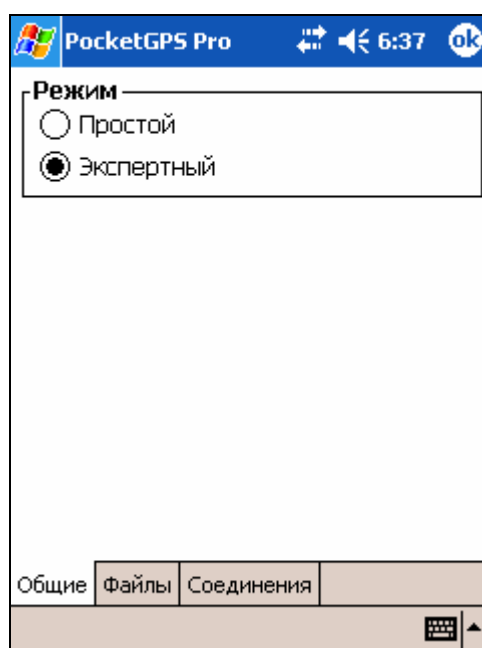 PocketGPS Pro 6:37 ok
Режим
Простой
Экспертный
Общие Файлы Соединения